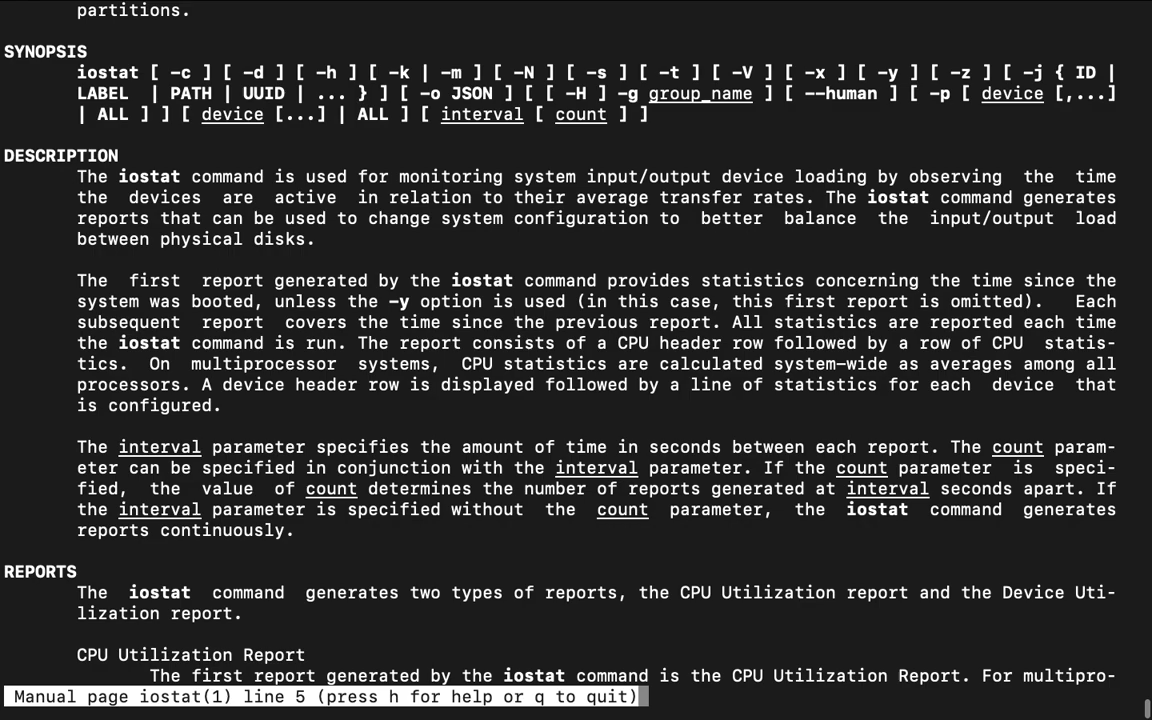 partitions.
SYNOPSIS
iostat [ -c ] [ -d ] [ -h ] [ -k | -m ] [ -N ] [ -s ] [ -t ] [ -V ] [ -x ] [ -y ] [ -z ] [ -j { ID |
LABEL | PATH | UUID | ... } ] [ -o JSON ] [ [ -H ] -g group_name ] [ --human ] [ -p [ device [,...]
| ALL ] ] [ device [...] | ALL ] [ interval [ count ] ]
DESCRIPTION
The iostat command is used for monitoring system input/output device loading by observing the time
the devices are active in relation to their average transfer rates. The iostat command generates
reports that can be used to change system configuration to better balance the input/output load
between physical disks.
The first report generated by the iostat command provides statistics concerning the time since the
system was booted, unless the -y option is used (in this case, this first report is omitted). Each
subsequent report covers the time since the previous report. All statistics are reported each time
the iostat command is run. The report consists of a CPU header row followed by a row of CPU statis-
tics. On multiprocessor systems, CPU statistics are calculated system-wide as averages among all
processors. A device header row is displayed followed by a line of statistics for each device that
is configured.
The interval parameter specifies the amount of time in seconds between each report. The count param-
eter can be specified in conjunction with the interval parameter. If the count parameter is speci-
fied, the value of count determines the number of reports generated at interval seconds apart. If
the interval parameter is specified without the count parameter, the iostat command generates
reports continuously.
REPORTS
The iostat command generates two types of reports, the CPU Utilization report and the Device Uti-
lization report.
CPU Utilization Report
The first report generated by the iostat command is the CPU Utilization Report. For multipro-
Manual page iostat(1) line 5 (press h for help or q to quit)